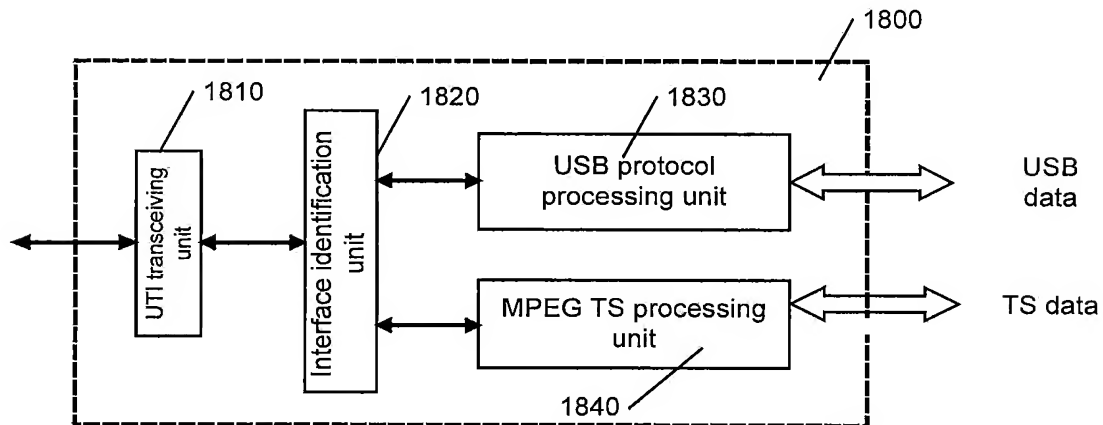 1800
1810
1820
1830
UTI transceiving
unit
Interface identification
unit
USB protocol
processing unit
USB
data
MPEG TS processing
unit
TS data
1840